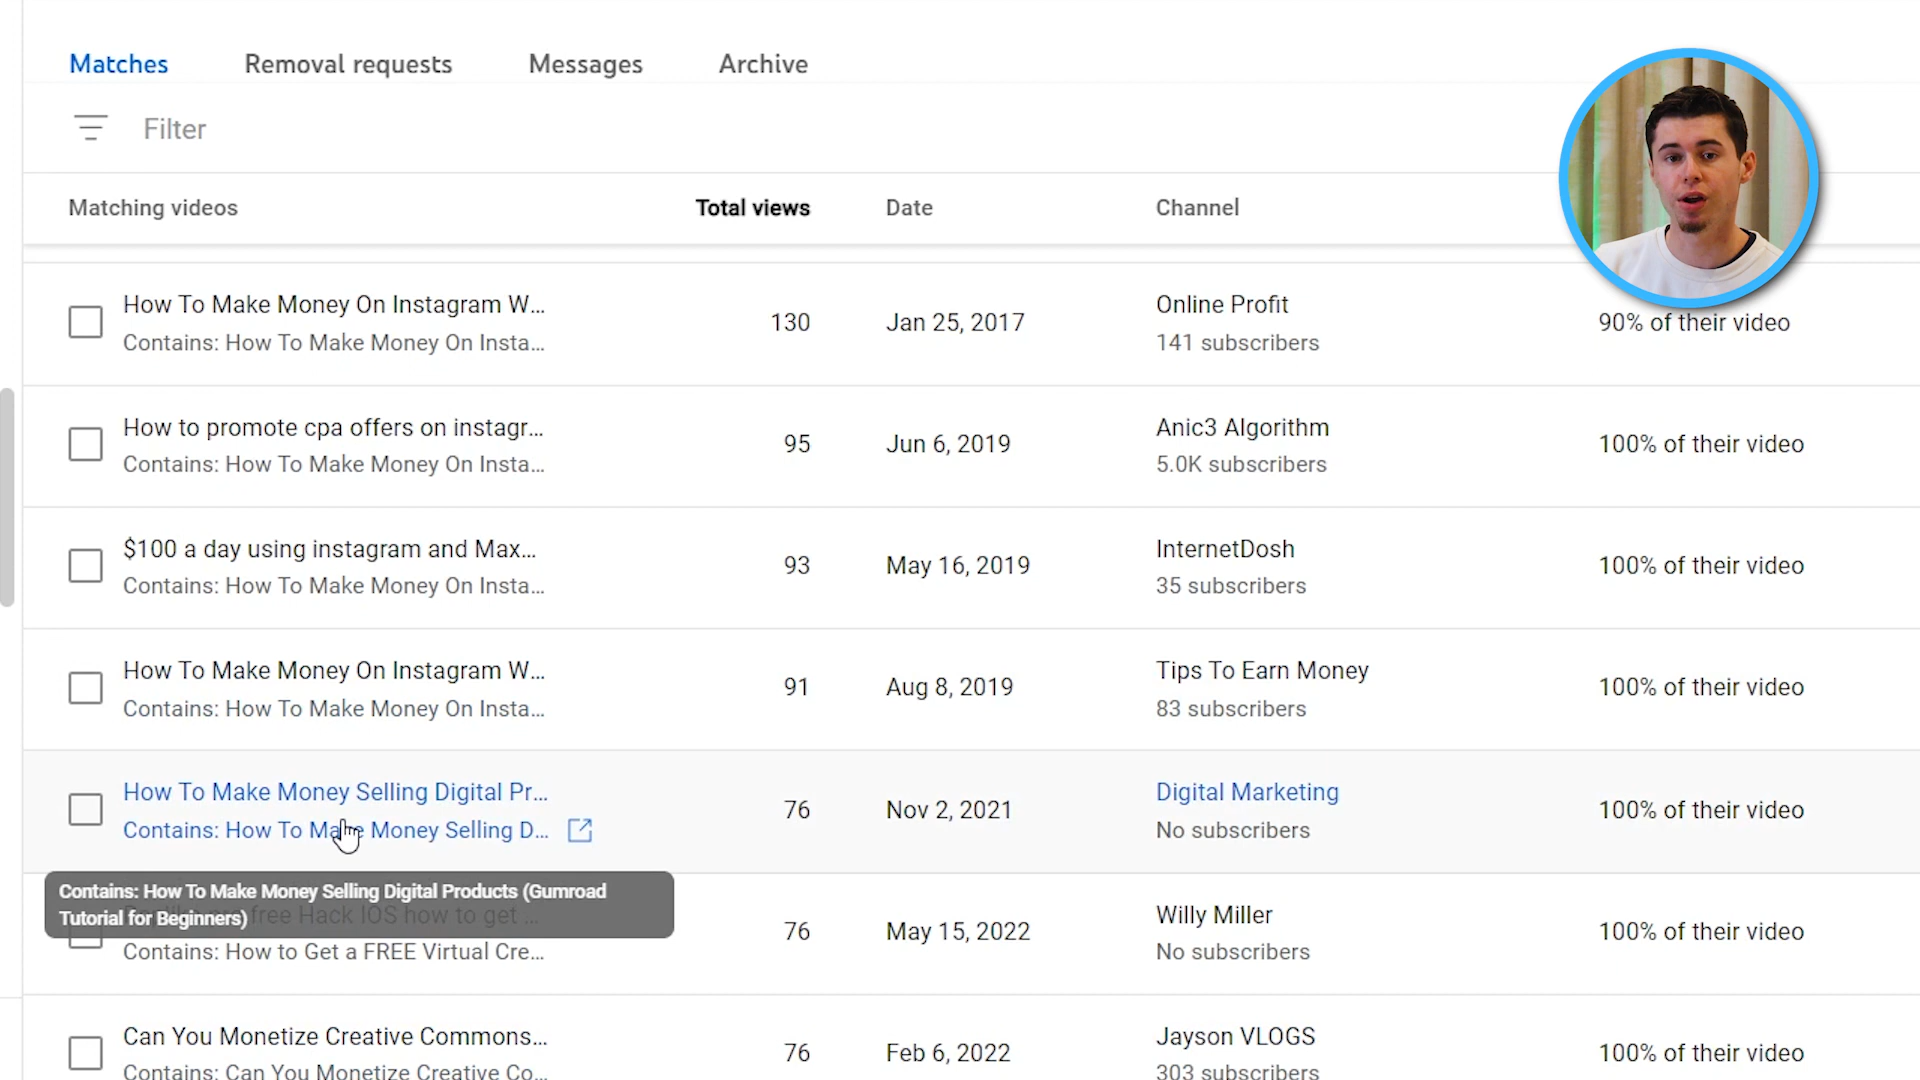 Matches Removal requests Messages Archive
Filter
Matching videos Total views Date Channel
How To Make Money On Instagram W... 130 Jan 25, 2017 Online Profit 90% of their video
Contains: How To Make Money On Insta... 141 subscribers
How to promote cpa offers on instagr... 95 Jun 6, 2019 Anic3 Algorithm 100% of their video
Contains: How To Make Money On Insta... 5.0K subscribers
$100 a day using instagram and Max... 93 May 16, 2019 InternetDosh 100% of their video
Contains: How To Make Money On Insta... 35 subscribers
How To Make Money On Instagram W... 91 Aug 8, 2019 Tips To Earn Money 100% of their video
Contains: How To Make Money On Insta... 83 subscribers
How To Make Money Selling Digital Pr... 76 Nov 2, 2021 Digital Marketing 100% of their video
Contains: How To Make Money Selling D... No subscribers
Contains: How To Make Money Selling Digital Products (Gumroad
Tutorial for Beginners)
free Hack IOS how to get ... 76 May 15, 2022 Willy Miller 100% of their video
Contains: How to Get a FREE Virtual Cre... No subscribers
Can You Monetize Creative Commons... 76 Feb 6, 2022 Jayson VLOGS 100% of their video
Contains: Can You Monetize Creative Co... 303 subscribers